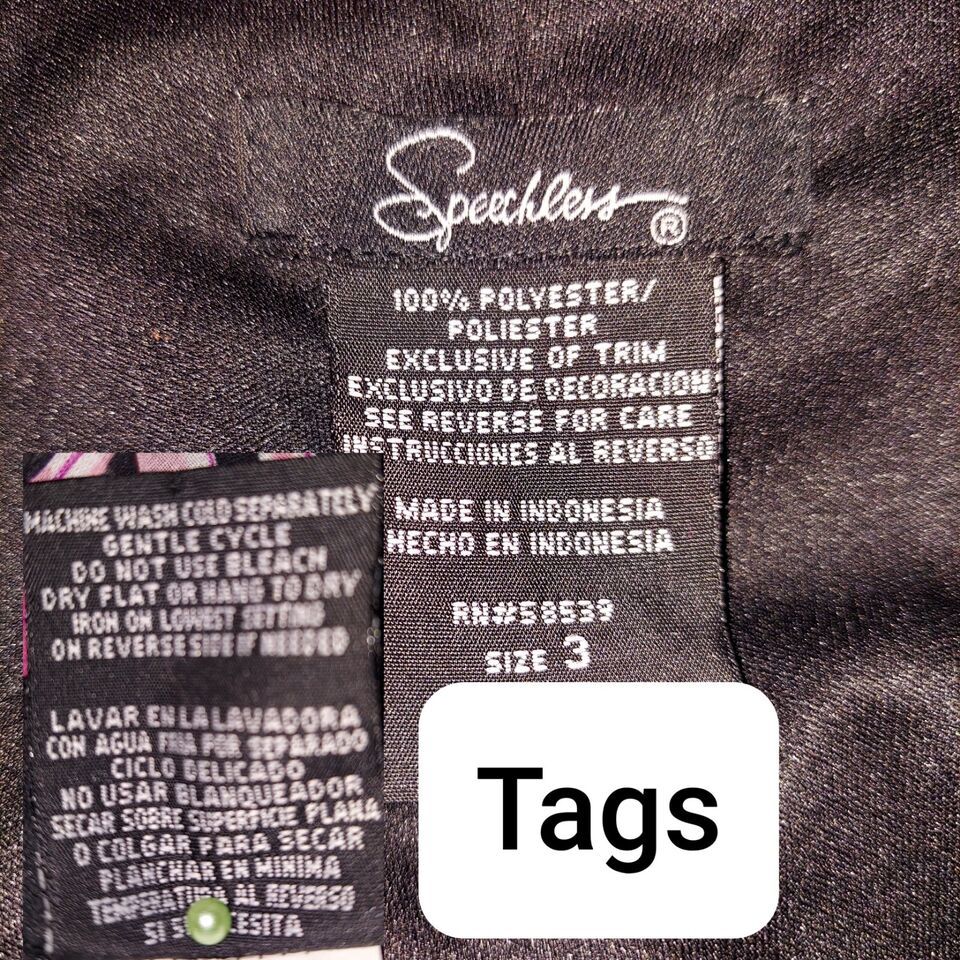 Speechless®
100% POLYESTER/
POLIESTER
EXCLUSIVE OF TRIM
EXCLUSIVO DE DECORACION
SEE REVERSE FOR CARE
INSTRUCCIONES AL REVERSO
MADE IN INDONESIA
HECHO EN INDONESIA
RN#58539
SIZE 3
MACHINE WASH COLD SEPARATELY
GENTLE CYCLE
DO NOT USE BLEACH
DRY FLAT OR HANG TO DRY
IRON ON LOWEST SETTING
ON REVERSE SIDE IF NEEDED
LAVAR EN LA LAVADORA
CON AGUA FRIA POR SEPARADO
CICLO DELICADO
NO USAR BLANQUEADOR
SECAR SOBRE SUPERFICIE PLANA
O COLGAR PARA SECAR
PLANCHAR EN MINIMA
TEMPERATURA AL REVERSO
SI
Tags